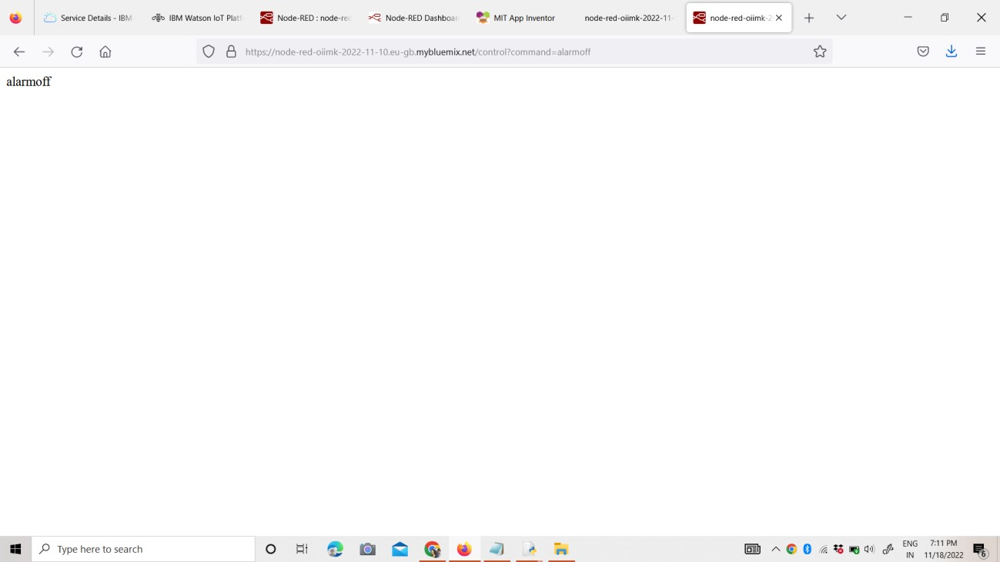 Service Details - IBM
IBM Watson IoT Platf
Node-RED : node-red
Node-RED Dashboar
MIT App Inventor
node-red-oiimk-2022-11-
node-red-oiimk-2
https://node-red-oiimk-2022-11-10.eu-gb.mybluemix.net/control?command=alarmoff
alarmoff
Type here to search
ENG
IN
7:11 PM
11/18/2022
6